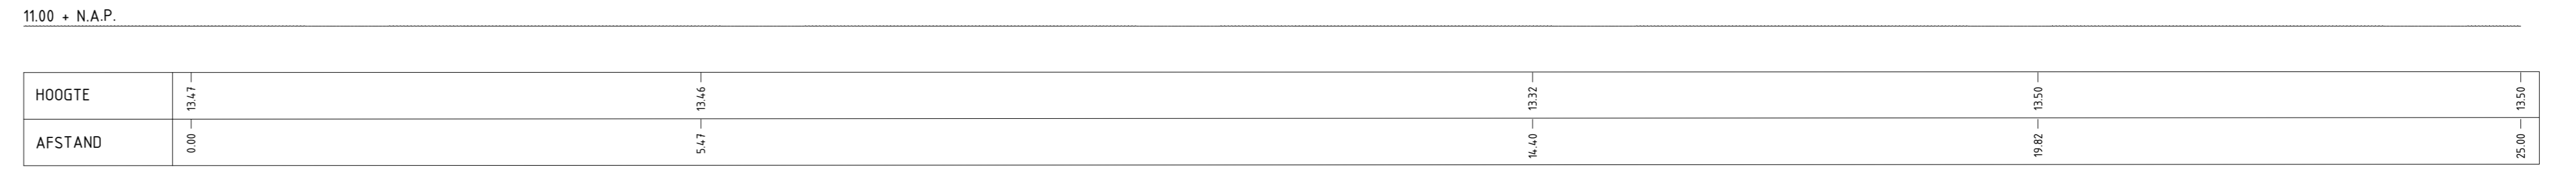 11.00 + N.A.P.
HOOGTE 13.47 13.46 13.32 13.50 13.50
AFSTAND 0.00 5.47 14.40 19.82 25.00